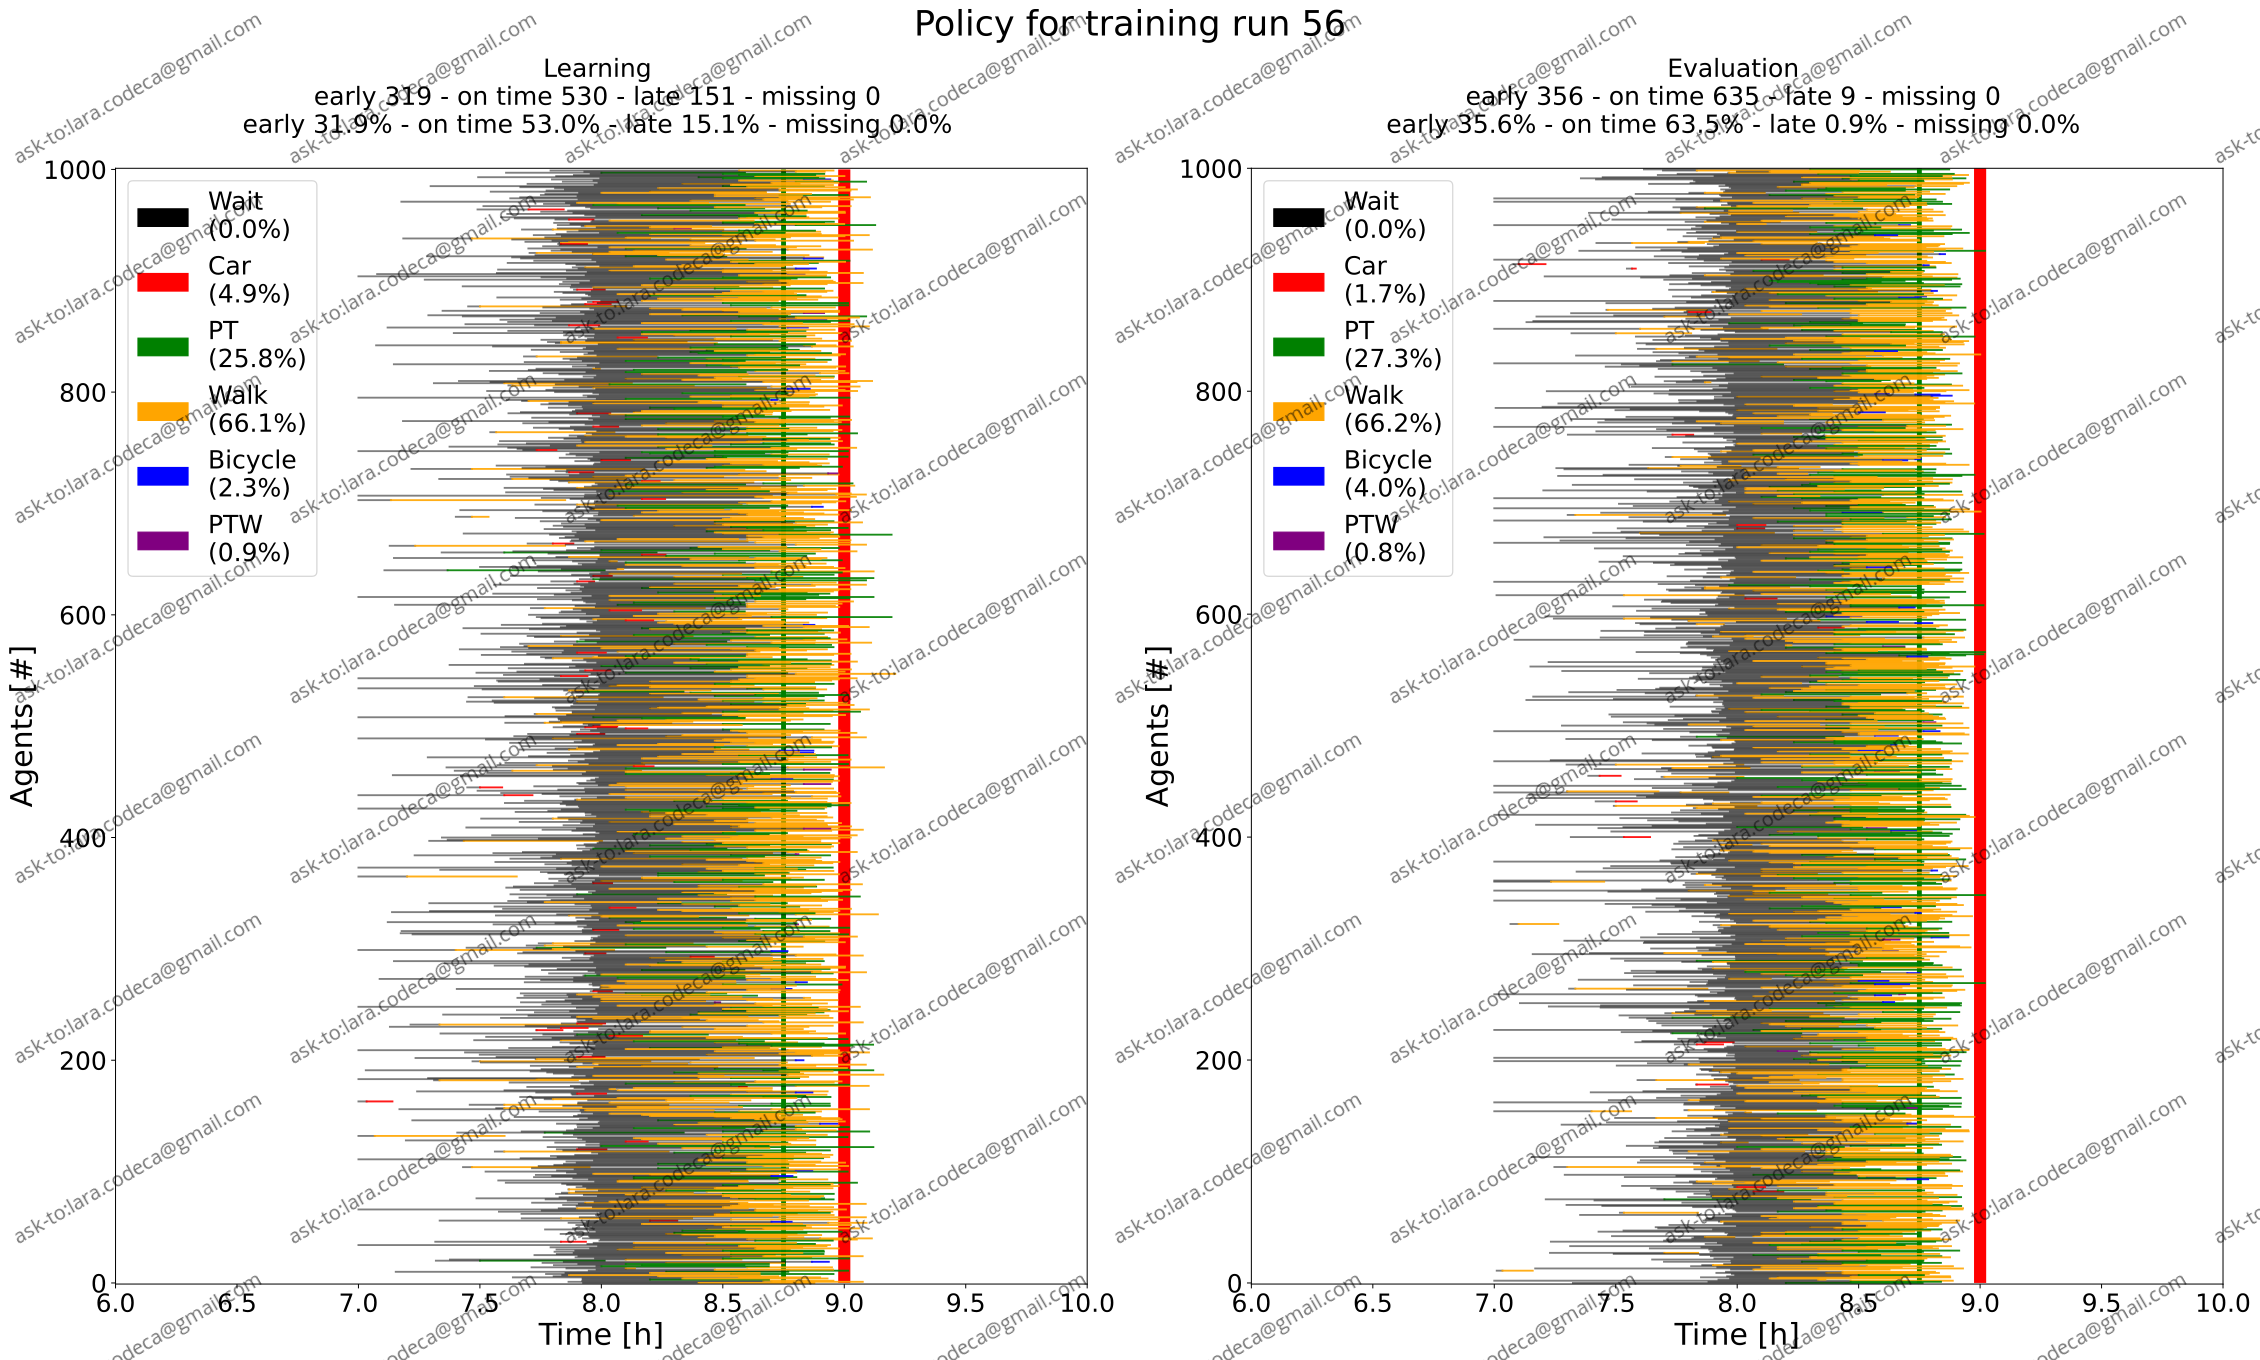 Policy for training run 56
Learning
early 319 - on time 530 - late 151 - missing 0
early 31.9% - on time 53.0% - late 15.1% - missing 0.0%
Agents [#]
1000
800
600
400
200
0
Wait
(0.0%)
Car
(4.9%)
PT
(25.8%)
Walk
(66.1%)
Bicycle
(2.3%)
PTW
(0.9%)
6.0 6.5 7.0 7.5 8.0 8.5 9.0 9.5 10.0
Time [h]
Evaluation
early 356 - on time 635 - late 9 - missing 0
early 35.6% - on time 63.5% - late 0.9% - missing 0.0%
Agents [#]
1000
800
600
400
200
0
Wait
(0.0%)
Car
(1.7%)
PT
(27.3%)
Walk
(66.2%)
Bicycle
(4.0%)
PTW
(0.8%)
6.0 6.5 7.0 7.5 8.0 8.5 9.0 9.5 10.0
Time [h]
ask-to:lara.codeca@gmail.com